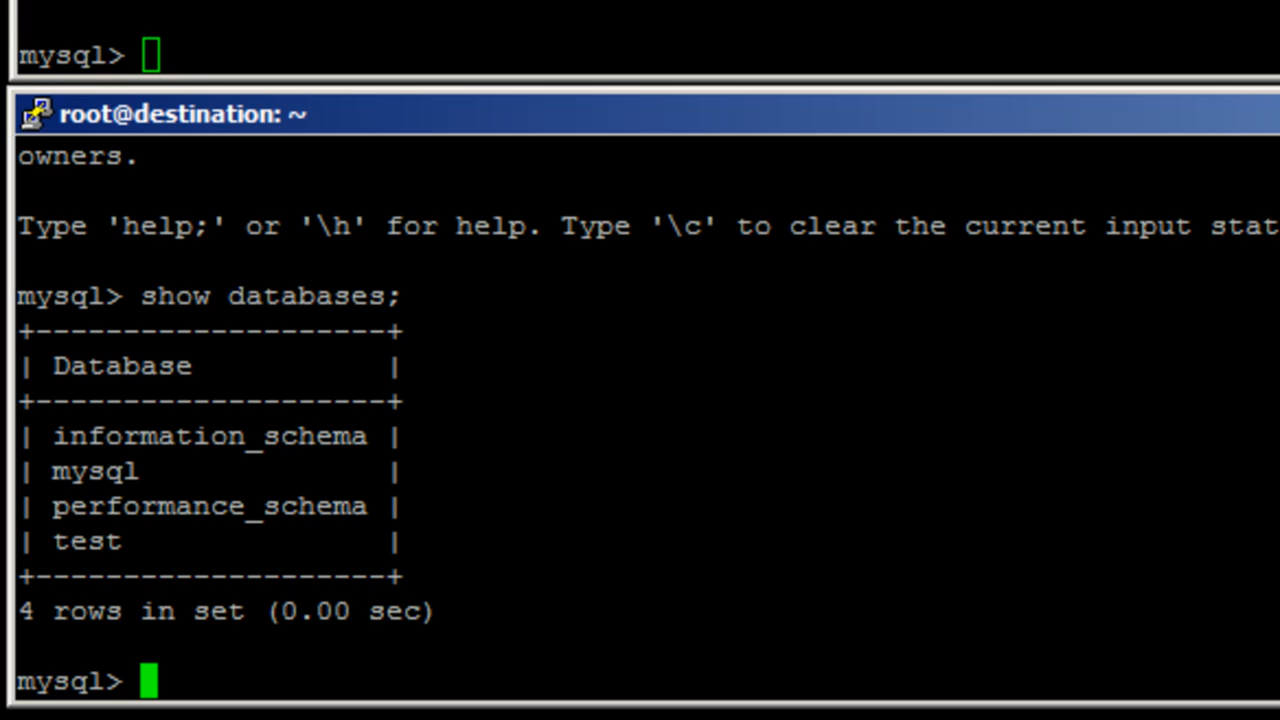 mysql>
root@destination: ~
owners.
Type 'help;' or '\h' for help. Type '\c' to clear the current input stat
mysql> show databases;
+--------------------+
| Database           |
+--------------------+
| information_schema |
| mysql              |
| performance_schema |
| test               |
+--------------------+
4 rows in set (0.00 sec)
mysql>